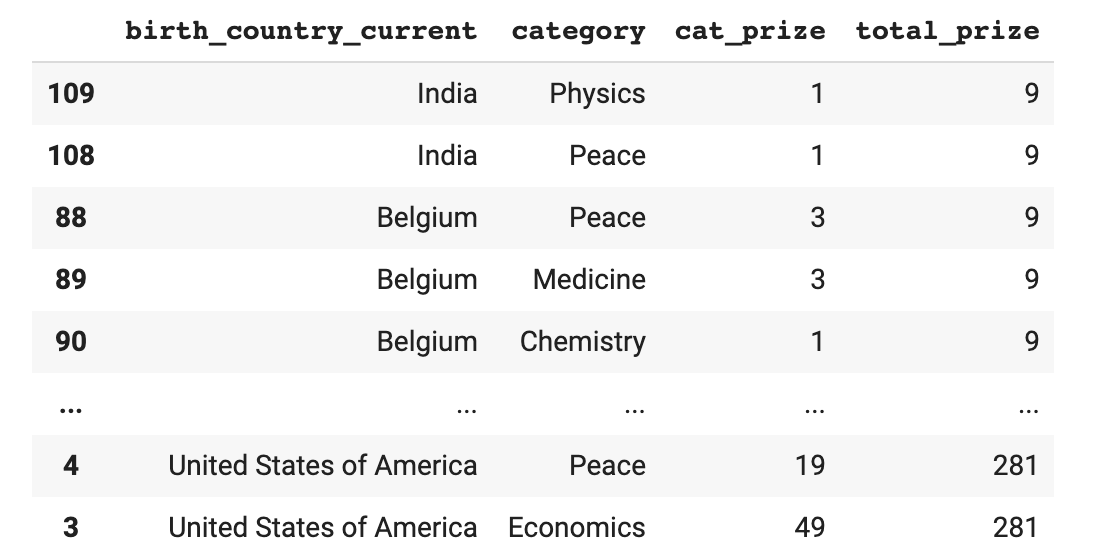 birth_country_current category cat_prize total_prize
109 India Physics 1 9
108 India Peace 1 9
88 Belgium Peace 3 9
89 Belgium Medicine 3 9
90 Belgium Chemistry 1 9
... ... ... ... ...
4 United States of America Peace 19 281
3 United States of America Economics 49 281